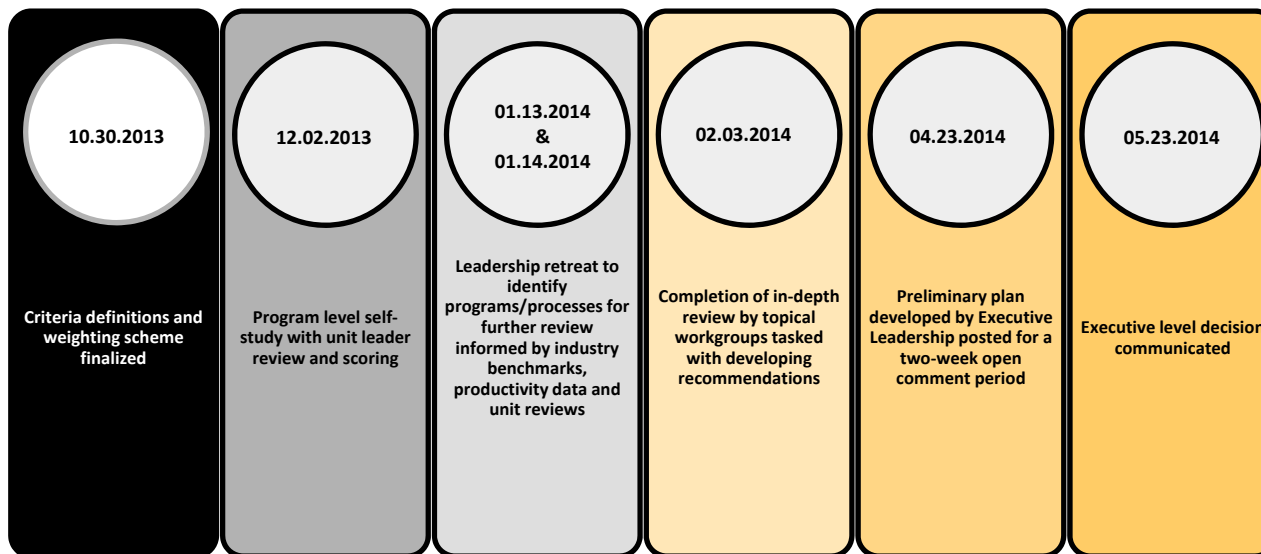 10.30.2013
Criteria definitions and
weighting scheme
finalized
12.02.2013
Program level self-
study with unit leader
review and scoring
01.13.2014
&
01.14.2014
Leadership retreat to
identify
programs/processes for
further review
informed by industry
benchmarks,
productivity data and
unit reviews
02.03.2014
Completion of in-depth
review by topical
workgroups tasked
with developing
recommendations
04.23.2014
Preliminary plan
developed by Executive
Leadership posted for a
two-week open
comment period
05.23.2014
Executive level decision
communicated